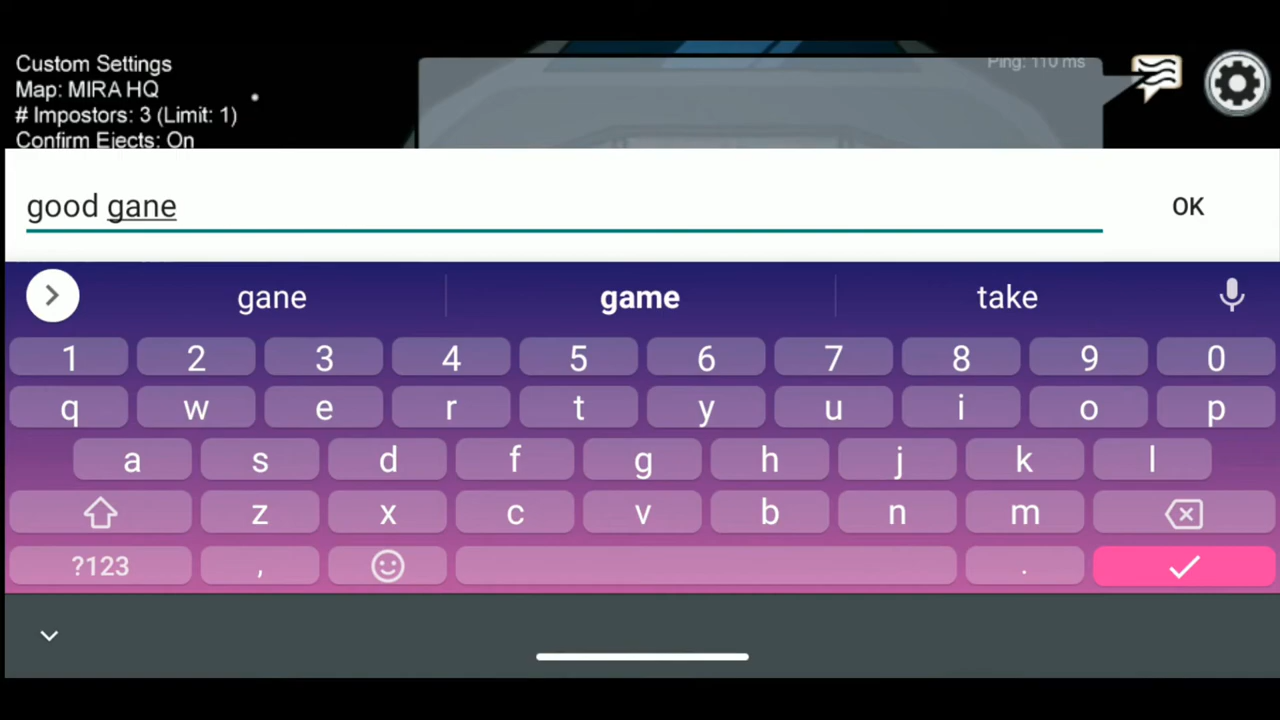 Custom Settings
Ping: 110 ms
Map: MIRA HQ
# Impostors: 3 (Limit: 1)
Confirm Ejects: On
good gane
OK
gane game take
1 2 3 4 5 6 7 8 9 0
q w e r t y u i o p
a s d f g h j k l
z x c v b n m
?123 , .